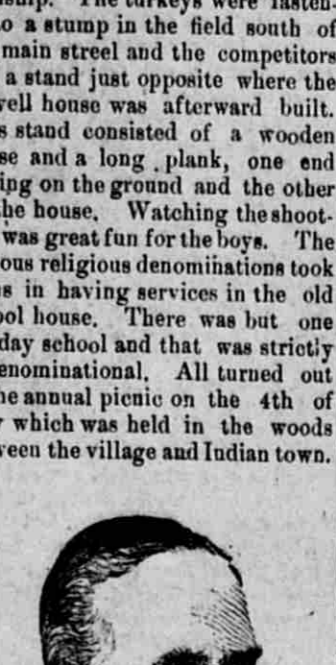 ship. The turkeys were fasten-
o a stump in the field south of
main streel and the competitors
a stand just opposite where the
vell house was afterward built.
s stand consisted of a wooden
se and a long plank, one end
ing on the ground and the other
he house. Watching the shoot-
was great fun for the boys. The
ous religious denominations took
s in having services in the old
ool house. There was but one
day school and that was strictly
enominational. All turned out
he annual picnic on the 4th of
which was held in the woods
veen the village and Indian town.